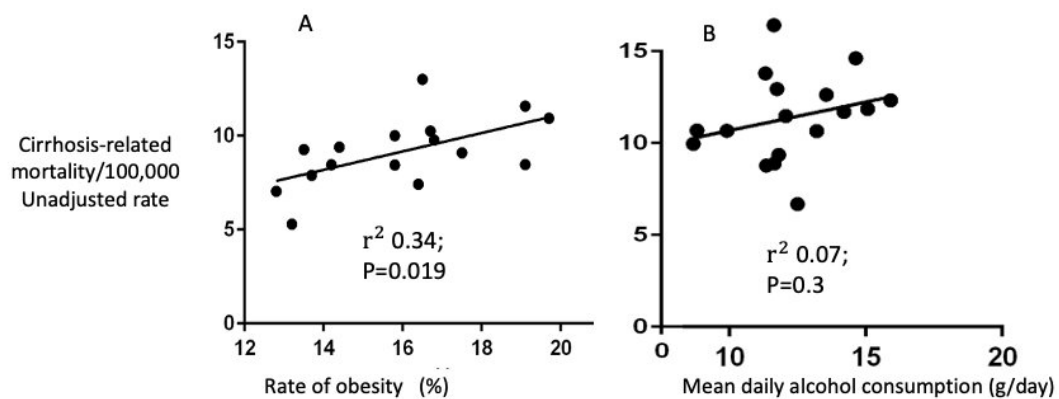 A
B
Cirrhosis-related
mortality/100,000
Unadjusted rate
15
10
5
0
r² 0.34;
P=0.019
12 14 16 18 20
Rate of obesity (%)
15
10
5
0
r² 0.07;
P=0.3
0 10 15 20
Mean daily alcohol consumption (g/day)